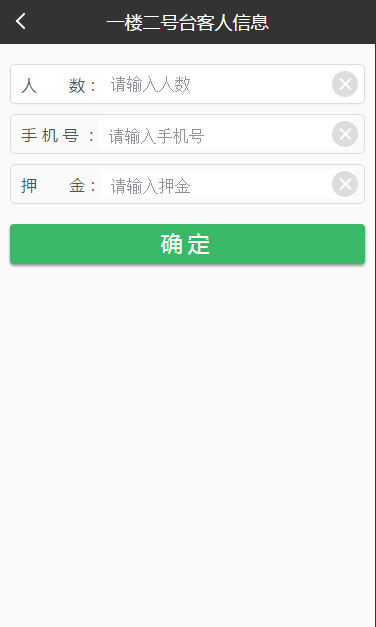 一楼二号台客人信息
人 数： 请输入人数
手 机 号 ： 请输入手机号
押 金： 请输入押金
确 定